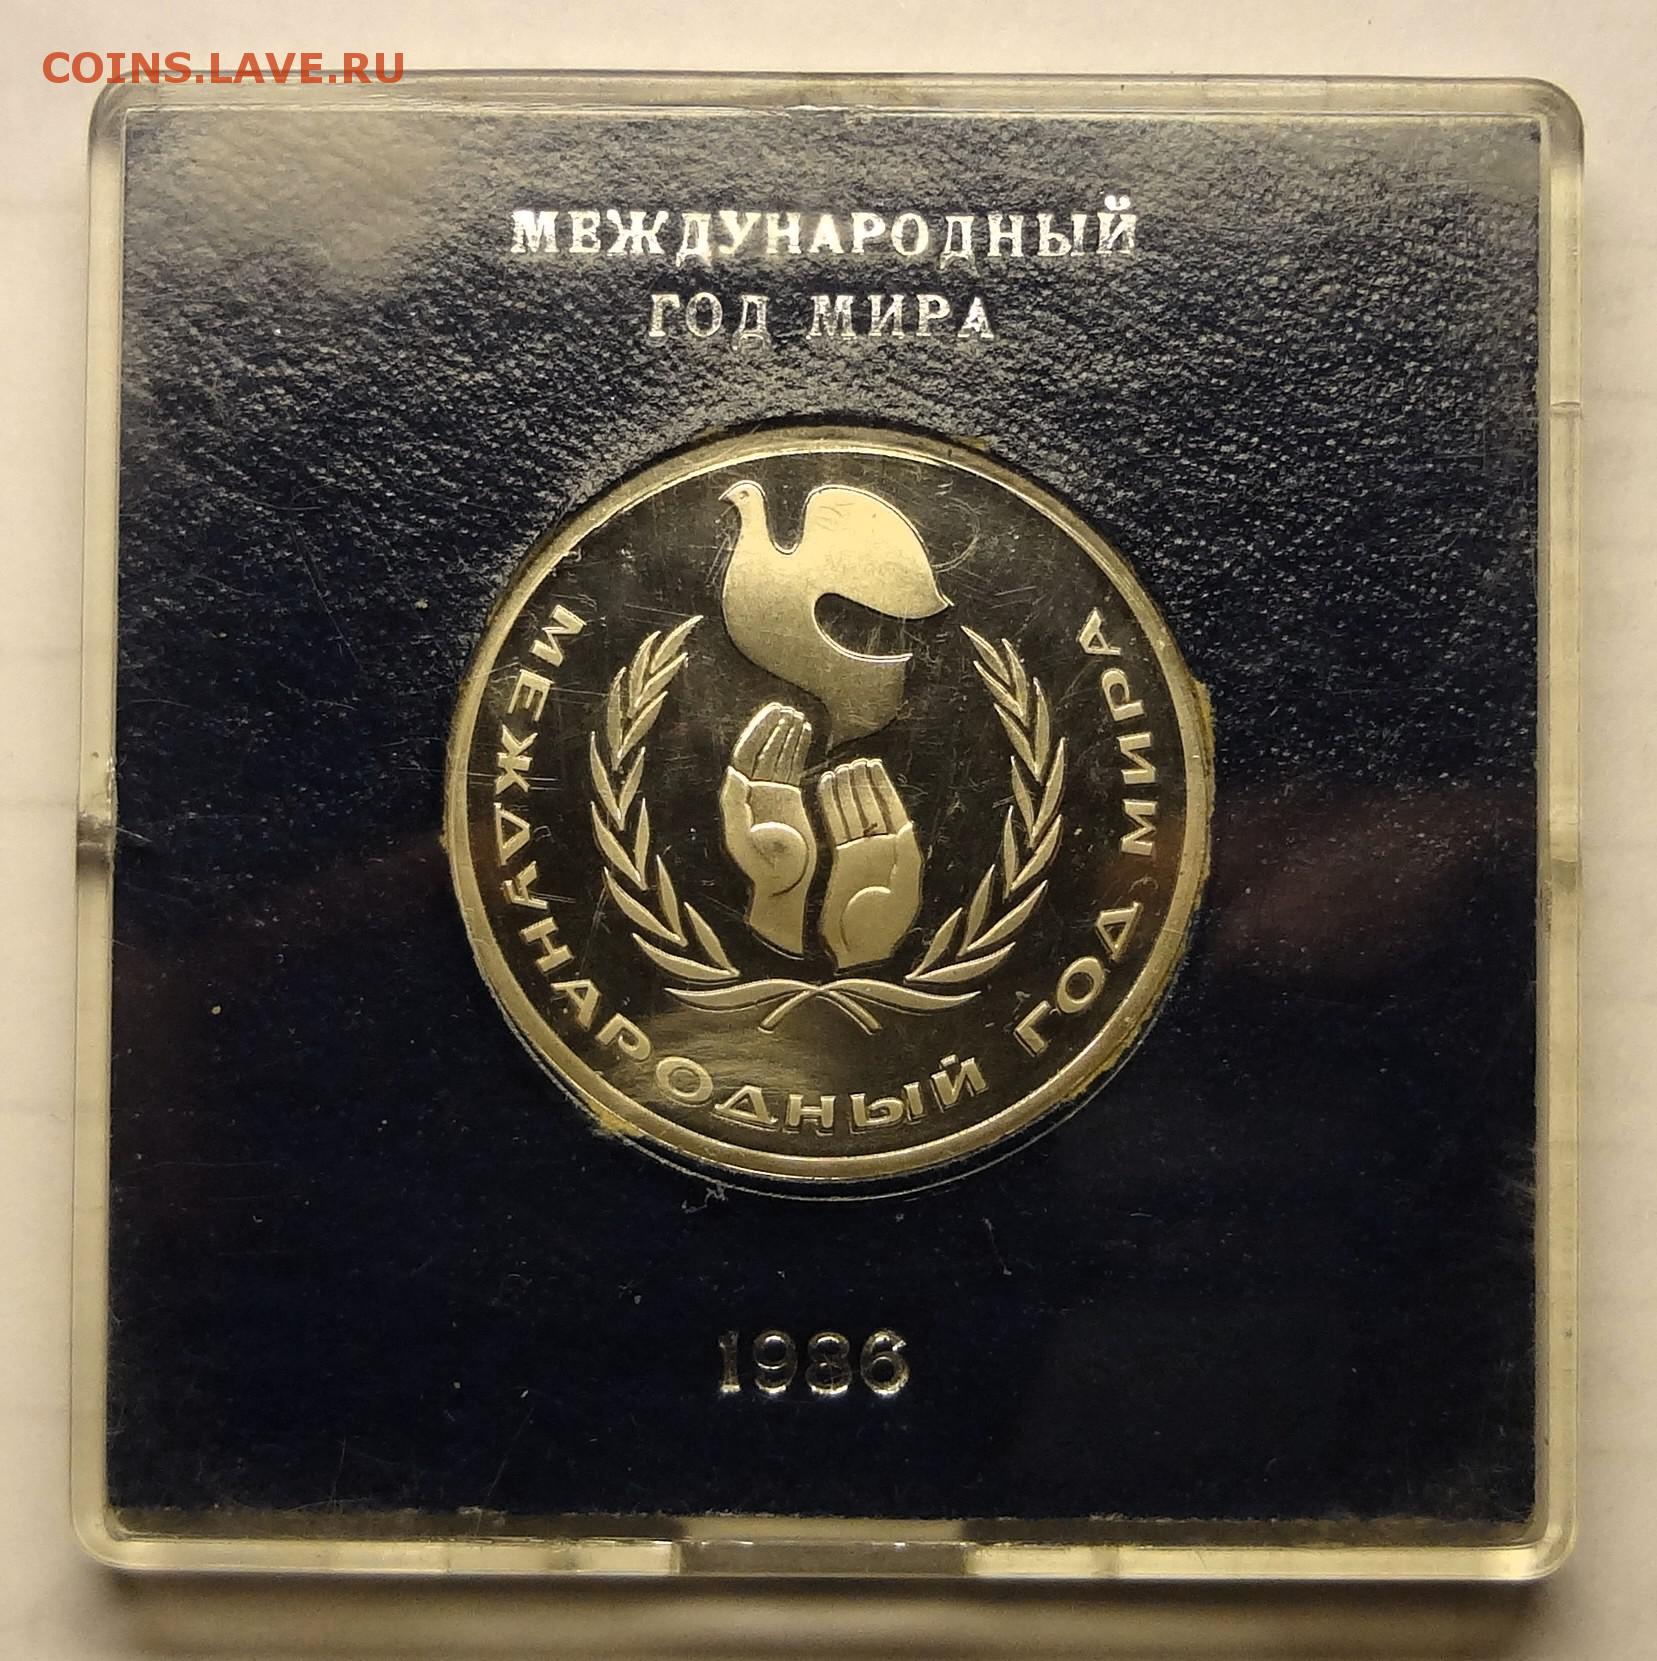 COINS.LAVE.RU
МЕЖДУНАРОДНЫЙ
ГОД МИРА
МЕЖДУНАРОДНЫЙ ГОД МИРА
1986